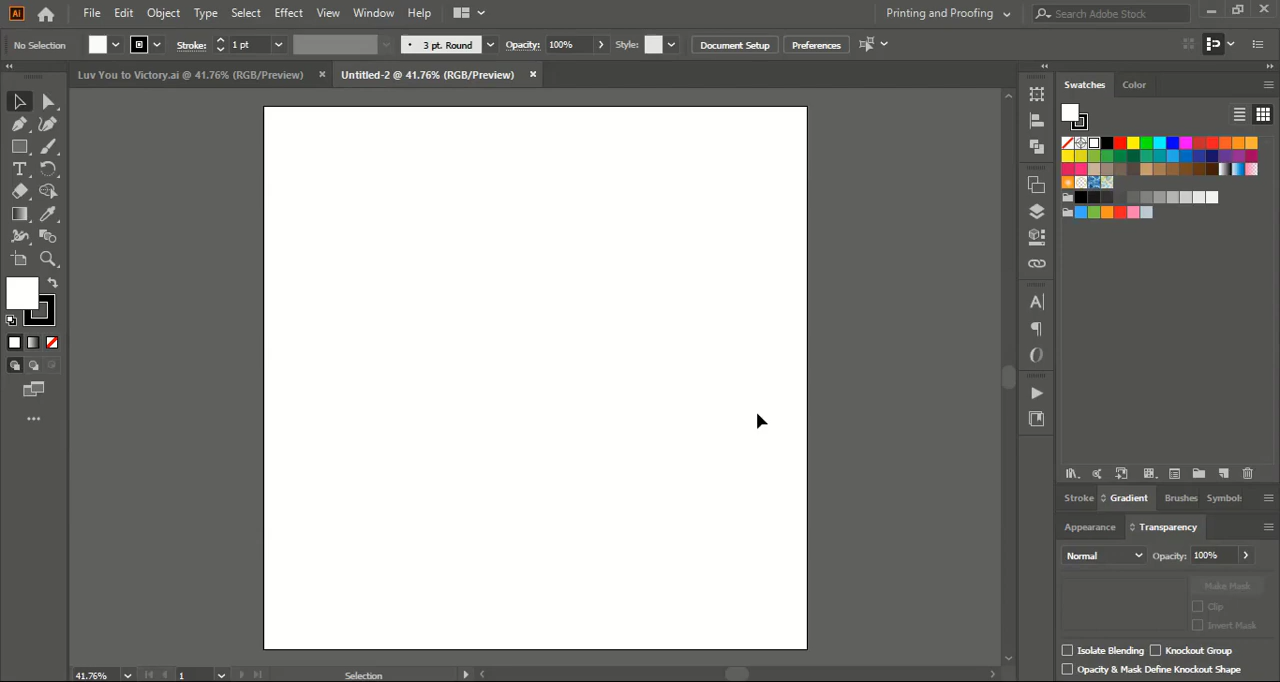 Ai File Edit Object Type Select Effect View Window Help Printing and Proofing Search Adobe Stock
No Selection Stroke: 1 pt 3 pt. Round Opacity: 100% Style: Document Setup Preferences
Luv You to Victory.ai @ 41.76% (RGB/Preview) × Untitled-2 @ 41.76% (RGB/Preview) ×
Swatches Color
Stroke Gradient Brushes Symbols
Appearance Transparency
Normal Opacity: 100%
Make Mask
Clip
Invert Mask
Isolate Blending Knockout Group
Opacity & Mask Define Knockout Shape
41.76% 1 Selection